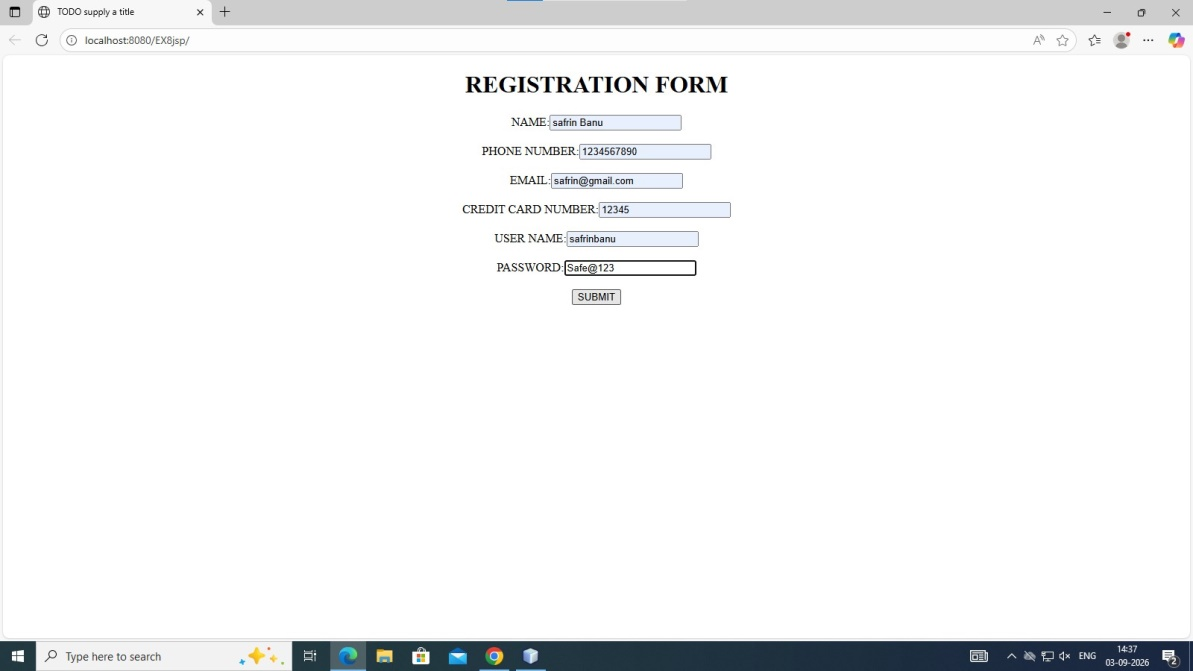 TODO supply a title
localhost:8080/EX8jsp/
REGISTRATION FORM
NAME: safrin Banu
PHONE NUMBER: 1234567890
EMAIL: safrin@gmail.com
CREDIT CARD NUMBER: 12345
USER NAME: safrinbanu
PASSWORD: Safe@123
SUBMIT
Type here to search
ENG
14:37
03-09-2026
2